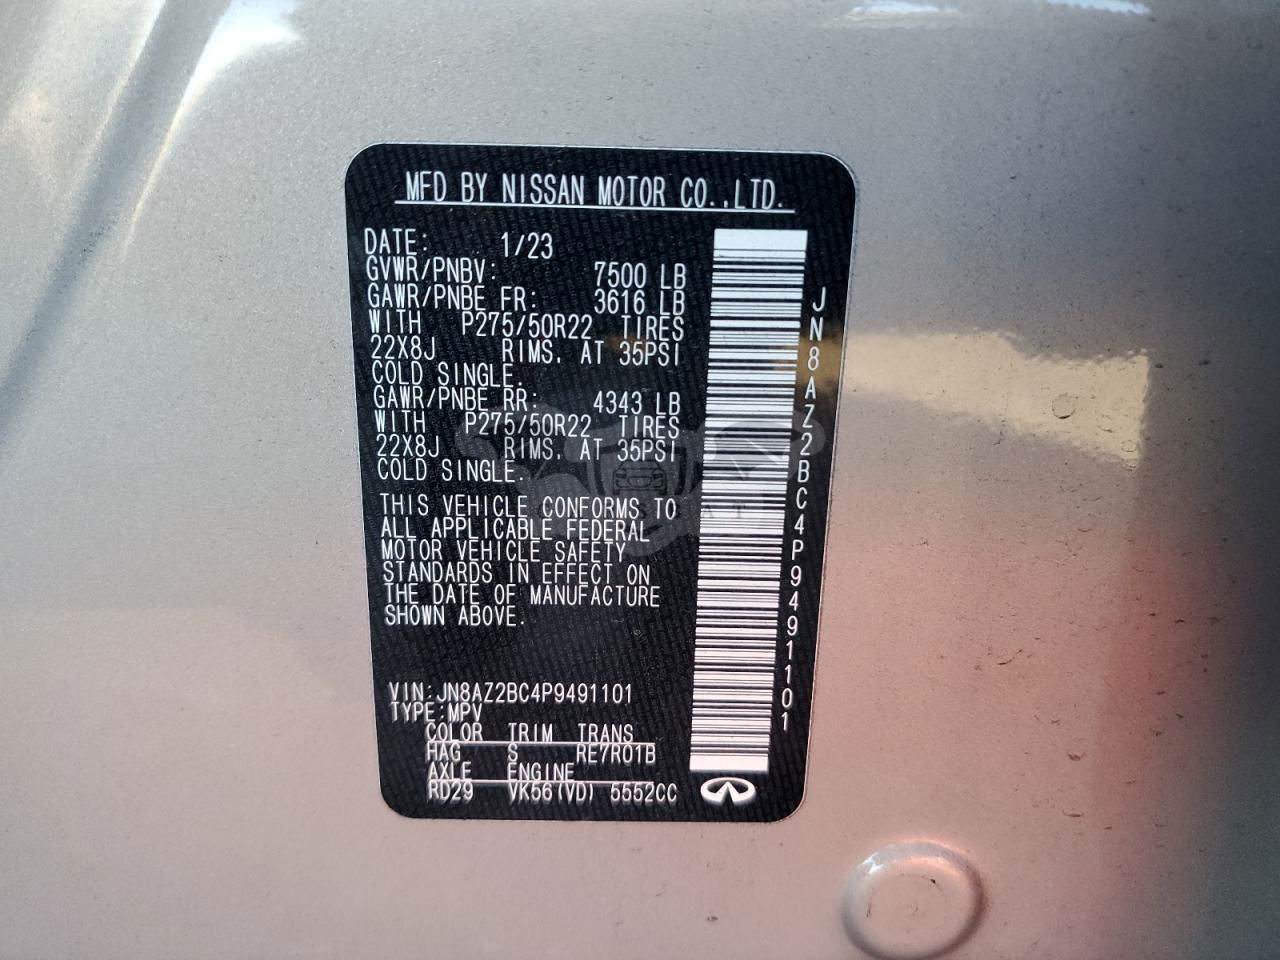 MFD BY NISSAN MOTOR CO.,LTD.
DATE: 1/23
GVWR/PNBV: 7500 LB
GAWR/PNBE FR: 3616 LB
WITH P275/50R22 TIRES
22X8J RIMS. AT 35PSI
COLD SINGLE.
GAWR/PNBE RR: 4343 LB
WITH P275/50R22 TIRES
22X8J RIMS. AT 35PSI
COLD SINGLE.
THIS VEHICLE CONFORMS TO
ALL APPLICABLE FEDERAL
MOTOR VEHICLE SAFETY
STANDARDS IN EFFECT ON
THE DATE OF MANUFACTURE
SHOWN ABOVE.
VIN:JN8AZ2BC4P9491101
TYPE:MPV
COLOR TRIM TRANS
HAG S RE7R01B
AXLE ENGINE
RD29 VK56(VD) 5552CC
JN8AZ2BC4P9491101